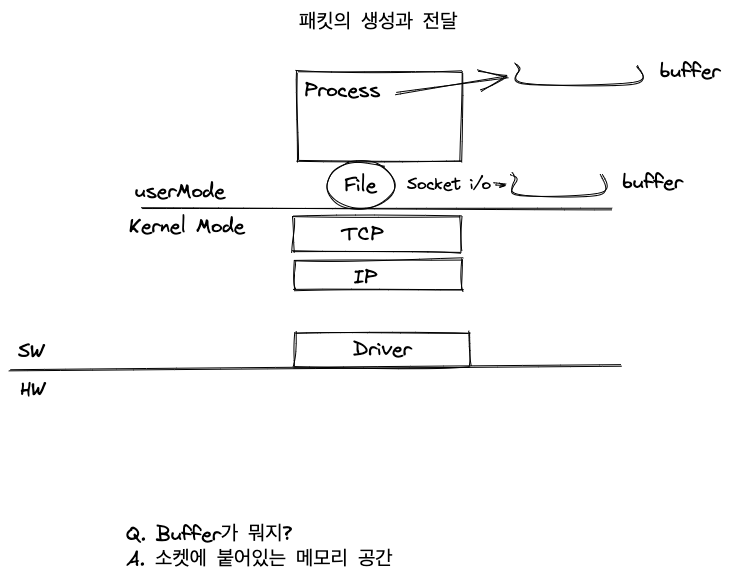 패킷의 생성과 전달
Process
buffer
File
Socket i/o
buffer
userMode
Kernel Mode
TCP
IP
Driver
SW
HW
Q. Buffer가 뭐지?
A. 소켓에 붙어있는 메모리 공간